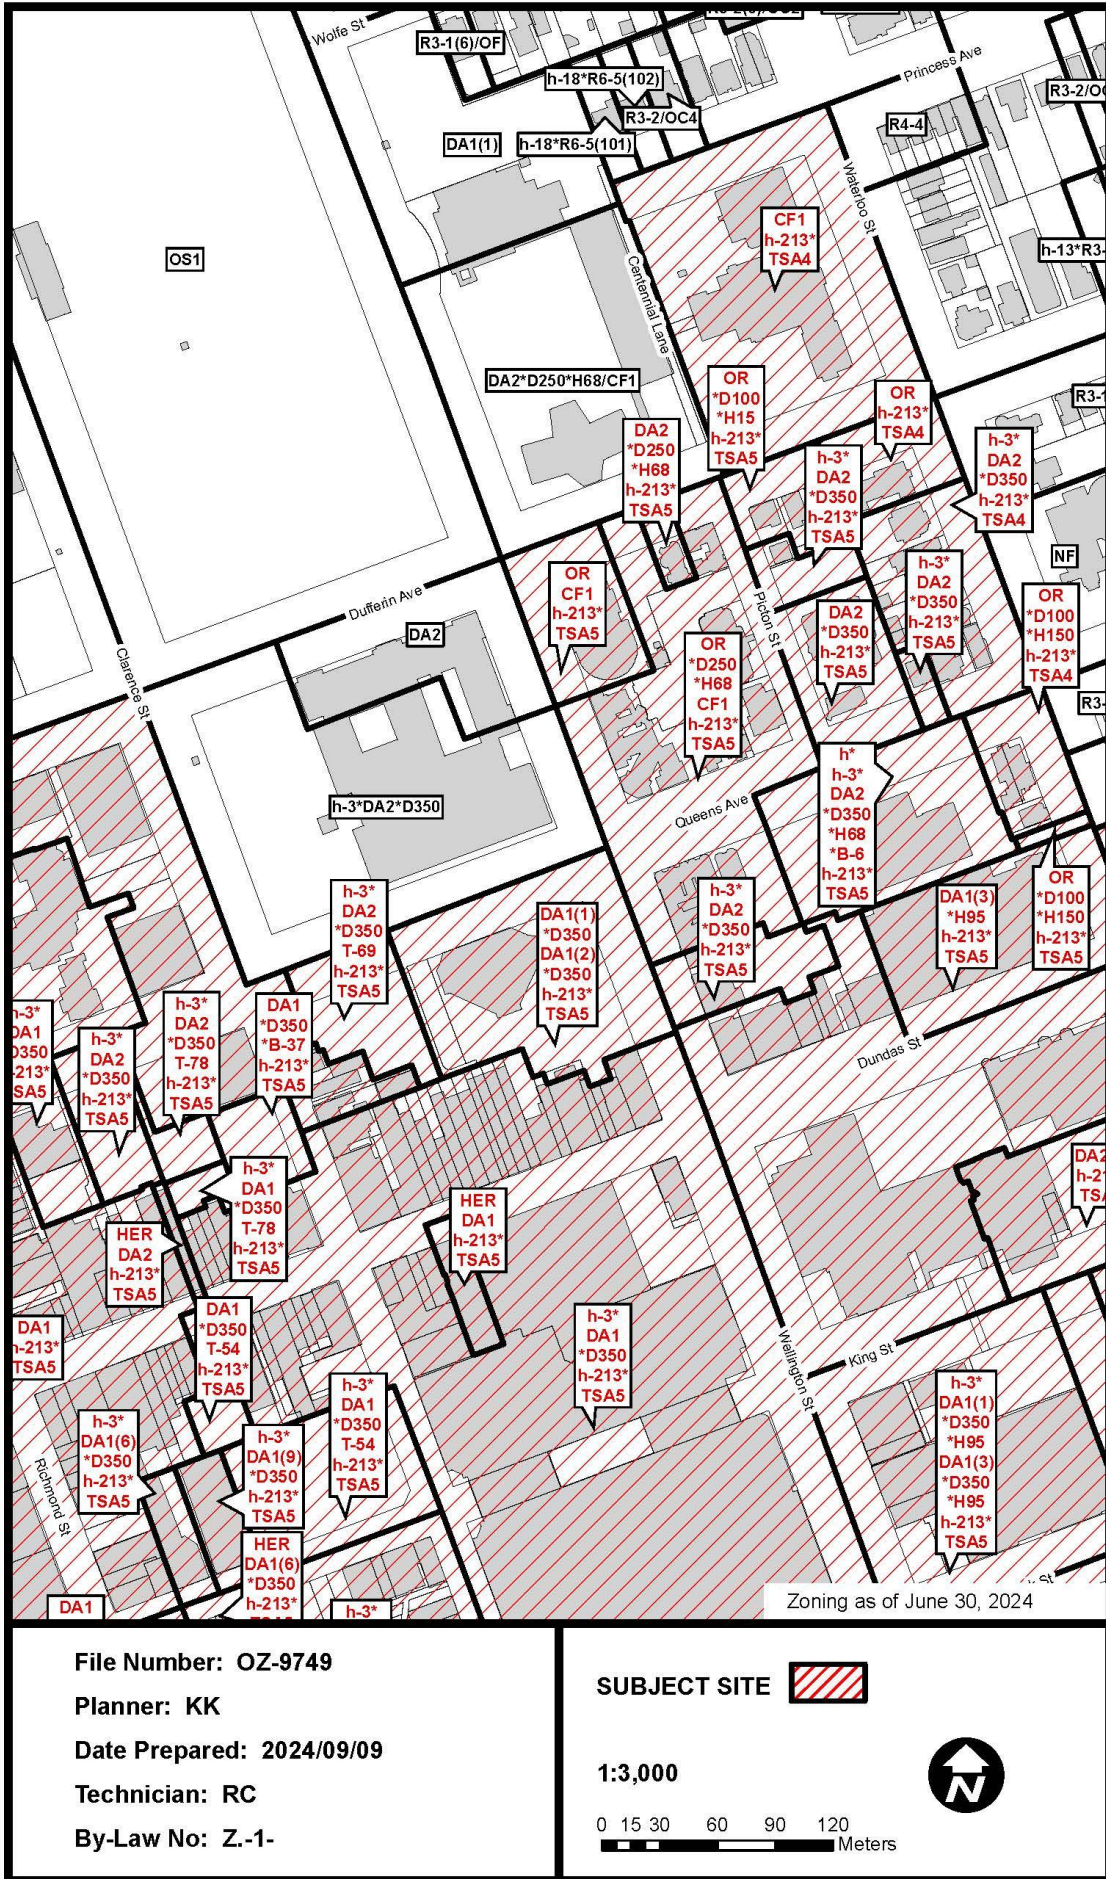 Wolfe St
R3-1(6)/OF
Princess Ave
h-18*R6-5(102)
R3-2/OC4
DA1(1)
h-18*R6-5(101)
R4-4
Waterloo St
CF1
h-213*
TSA4
OS1
Centennial Lane
DA2*D250*H68/CF1
OR
*D100
*H15
h-213*
TSA5
OR
h-213*
TSA4
DA2
*D250
*H68
h-213*
TSA5
h-3*
DA2
*D350
h-213*
TSA5
h-3*
DA2
*D350
h-213*
TSA4
NF
OR
CF1
h-213*
TSA5
Dufferin Ave
Picton St
h-3*
DA2
*D350
h-213*
TSA5
OR
*D100
*H150
h-213*
TSA4
DA2
*D350
h-213*
TSA5
DA2
Clarence St
OR
*D250
*H68
CF1
h-213*
TSA5
h*
h-3*
DA2
*D350
*H68
*B-6
h-213*
TSA5
h-3*DA2*D350
Queens Ave
h-3*
DA2
*D350
T-69
h-213*
TSA5
DA1(1)
*D350
DA1(2)
*D350
h-213*
TSA5
h-3*
DA2
*D350
h-213*
TSA5
DA1(3)
*H95
h-213*
TSA5
OR
*D100
*H150
h-213*
TSA5
h-3*
DA2
*D350
h-213*
TSA5
h-3*
DA2
*D350
T-78
h-213*
TSA5
DA1
*D350
*B-37
h-213*
TSA5
Dundas St
h-3*
DA1
*D350
T-78
h-213*
TSA5
HER
DA2
h-213*
TSA5
HER
DA1
h-213*
TSA5
DA1
h-213*
TSA5
DA1
*D350
T-54
h-213*
TSA5
h-3*
DA1
*D350
h-213*
TSA5
Wellington St
King St
h-3*
DA1(6)
*D350
h-213*
TSA5
h-3*
DA1(9)
*D350
h-213*
TSA5
h-3*
DA1
*D350
T-54
h-213*
TSA5
h-3*
DA1(1)
*D350
*H95
DA1(3)
*D350
*H95
h-213*
TSA5
Richmond St
HER
DA1(6)
*D350
h-213*
DA1
h-3*
Zoning as of June 30, 2024
File Number: OZ-9749
Planner: KK
Date Prepared: 2024/09/09
Technician: RC
By-Law No: Z.-1-
SUBJECT SITE
1:3,000
N
0 15 30 60 90 120
Meters